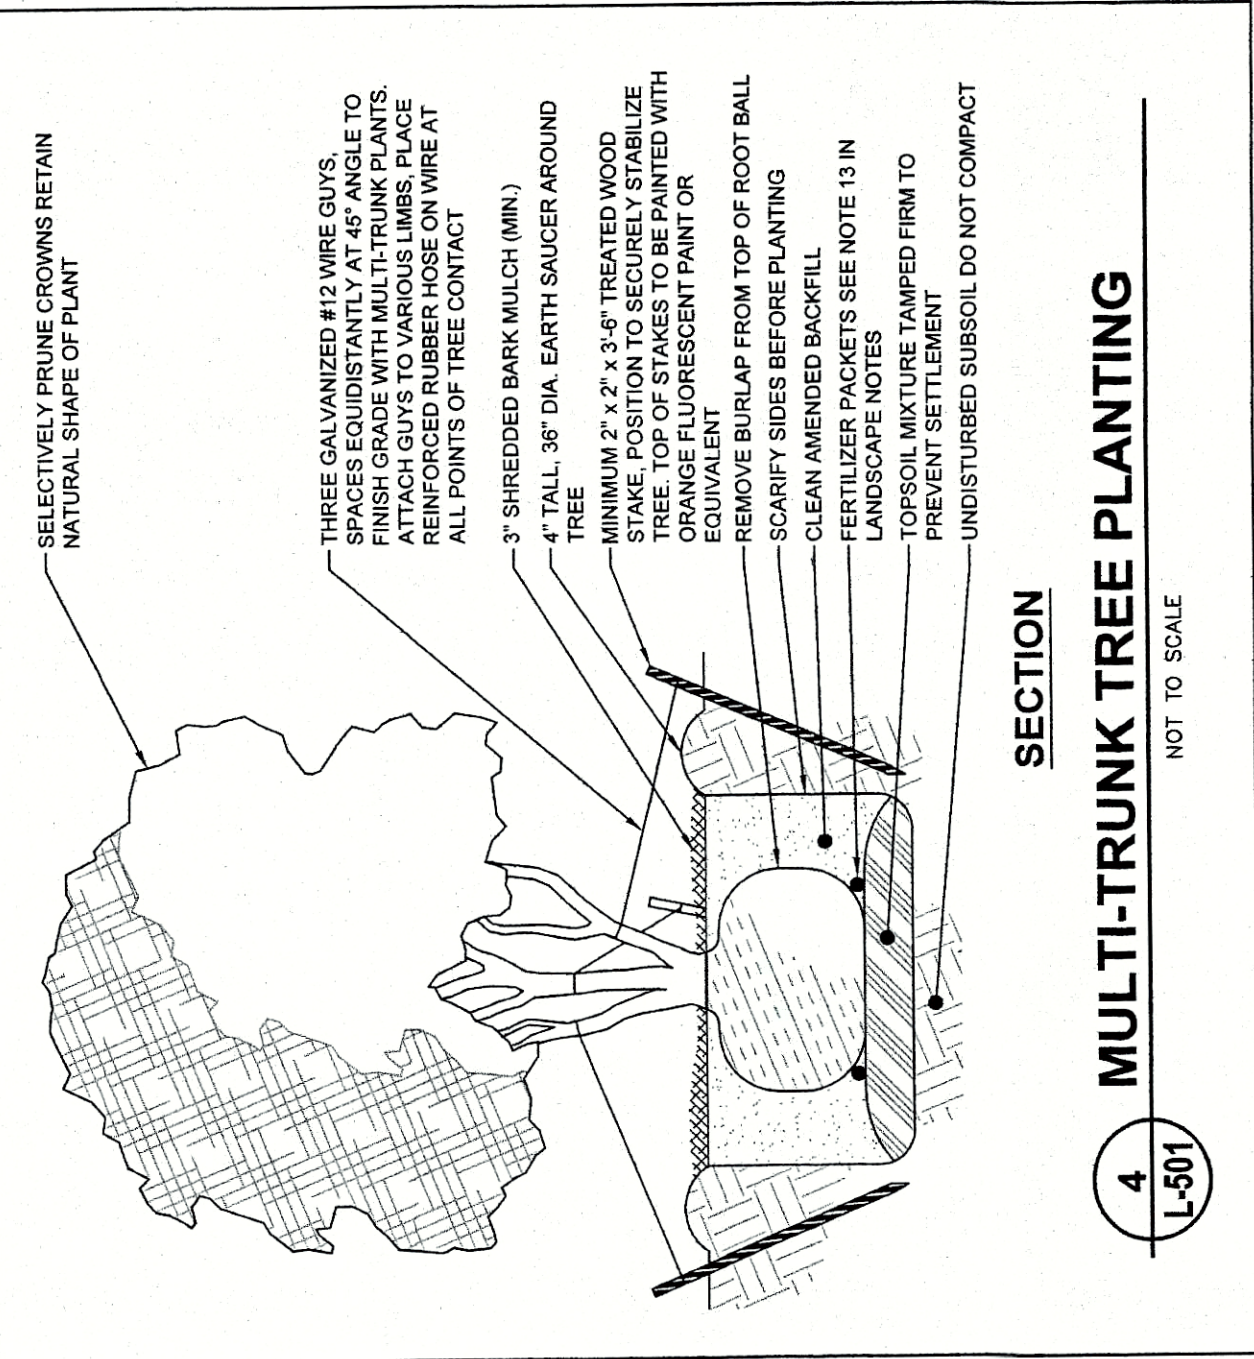 SELECTIVELY PRUNE CROWNS RETAIN
NATURAL SHAPE OF PLANT
THREE GALVANIZED #12 WIRE GUYS,
SPACES EQUIDISTANTLY AT 45° ANGLE TO
FINISH GRADE WITH MULTI-TRUNK PLANTS.
ATTACH GUYS TO VARIOUS LIMBS, PLACE
REINFORCED RUBBER HOSE ON WIRE AT
ALL POINTS OF TREE CONTACT
3" SHREDDED BARK MULCH (MIN.)
4" TALL, 36" DIA. EARTH SAUCER AROUND
TREE
MINIMUM 2" x 2" x 3'-6" TREATED WOOD
STAKE, POSITION TO SECURELY STABILIZE
TREE. TOP OF STAKES TO BE PAINTED WITH
ORANGE FLUORESCENT PAINT OR
EQUIVALENT
REMOVE BURLAP FROM TOP OF ROOT BALL
SCARIFY SIDES BEFORE PLANTING
CLEAN AMENDED BACKFILL
FERTILIZER PACKETS SEE NOTE 13 IN
LANDSCAPE NOTES
TOPSOIL MIXTURE TAMPED FIRM TO
PREVENT SETTLEMENT
UNDISTURBED SUBSOIL DO NOT COMPACT
SECTION
4
L-501
MULTI-TRUNK TREE PLANTING
NOT TO SCALE